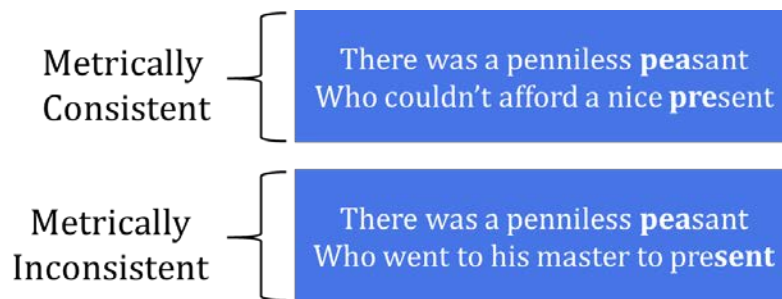 Metrically
Consistent
There was a penniless peasant
Who couldn't afford a nice present
Metrically
Inconsistent
There was a penniless peasant
Who went to his master to present